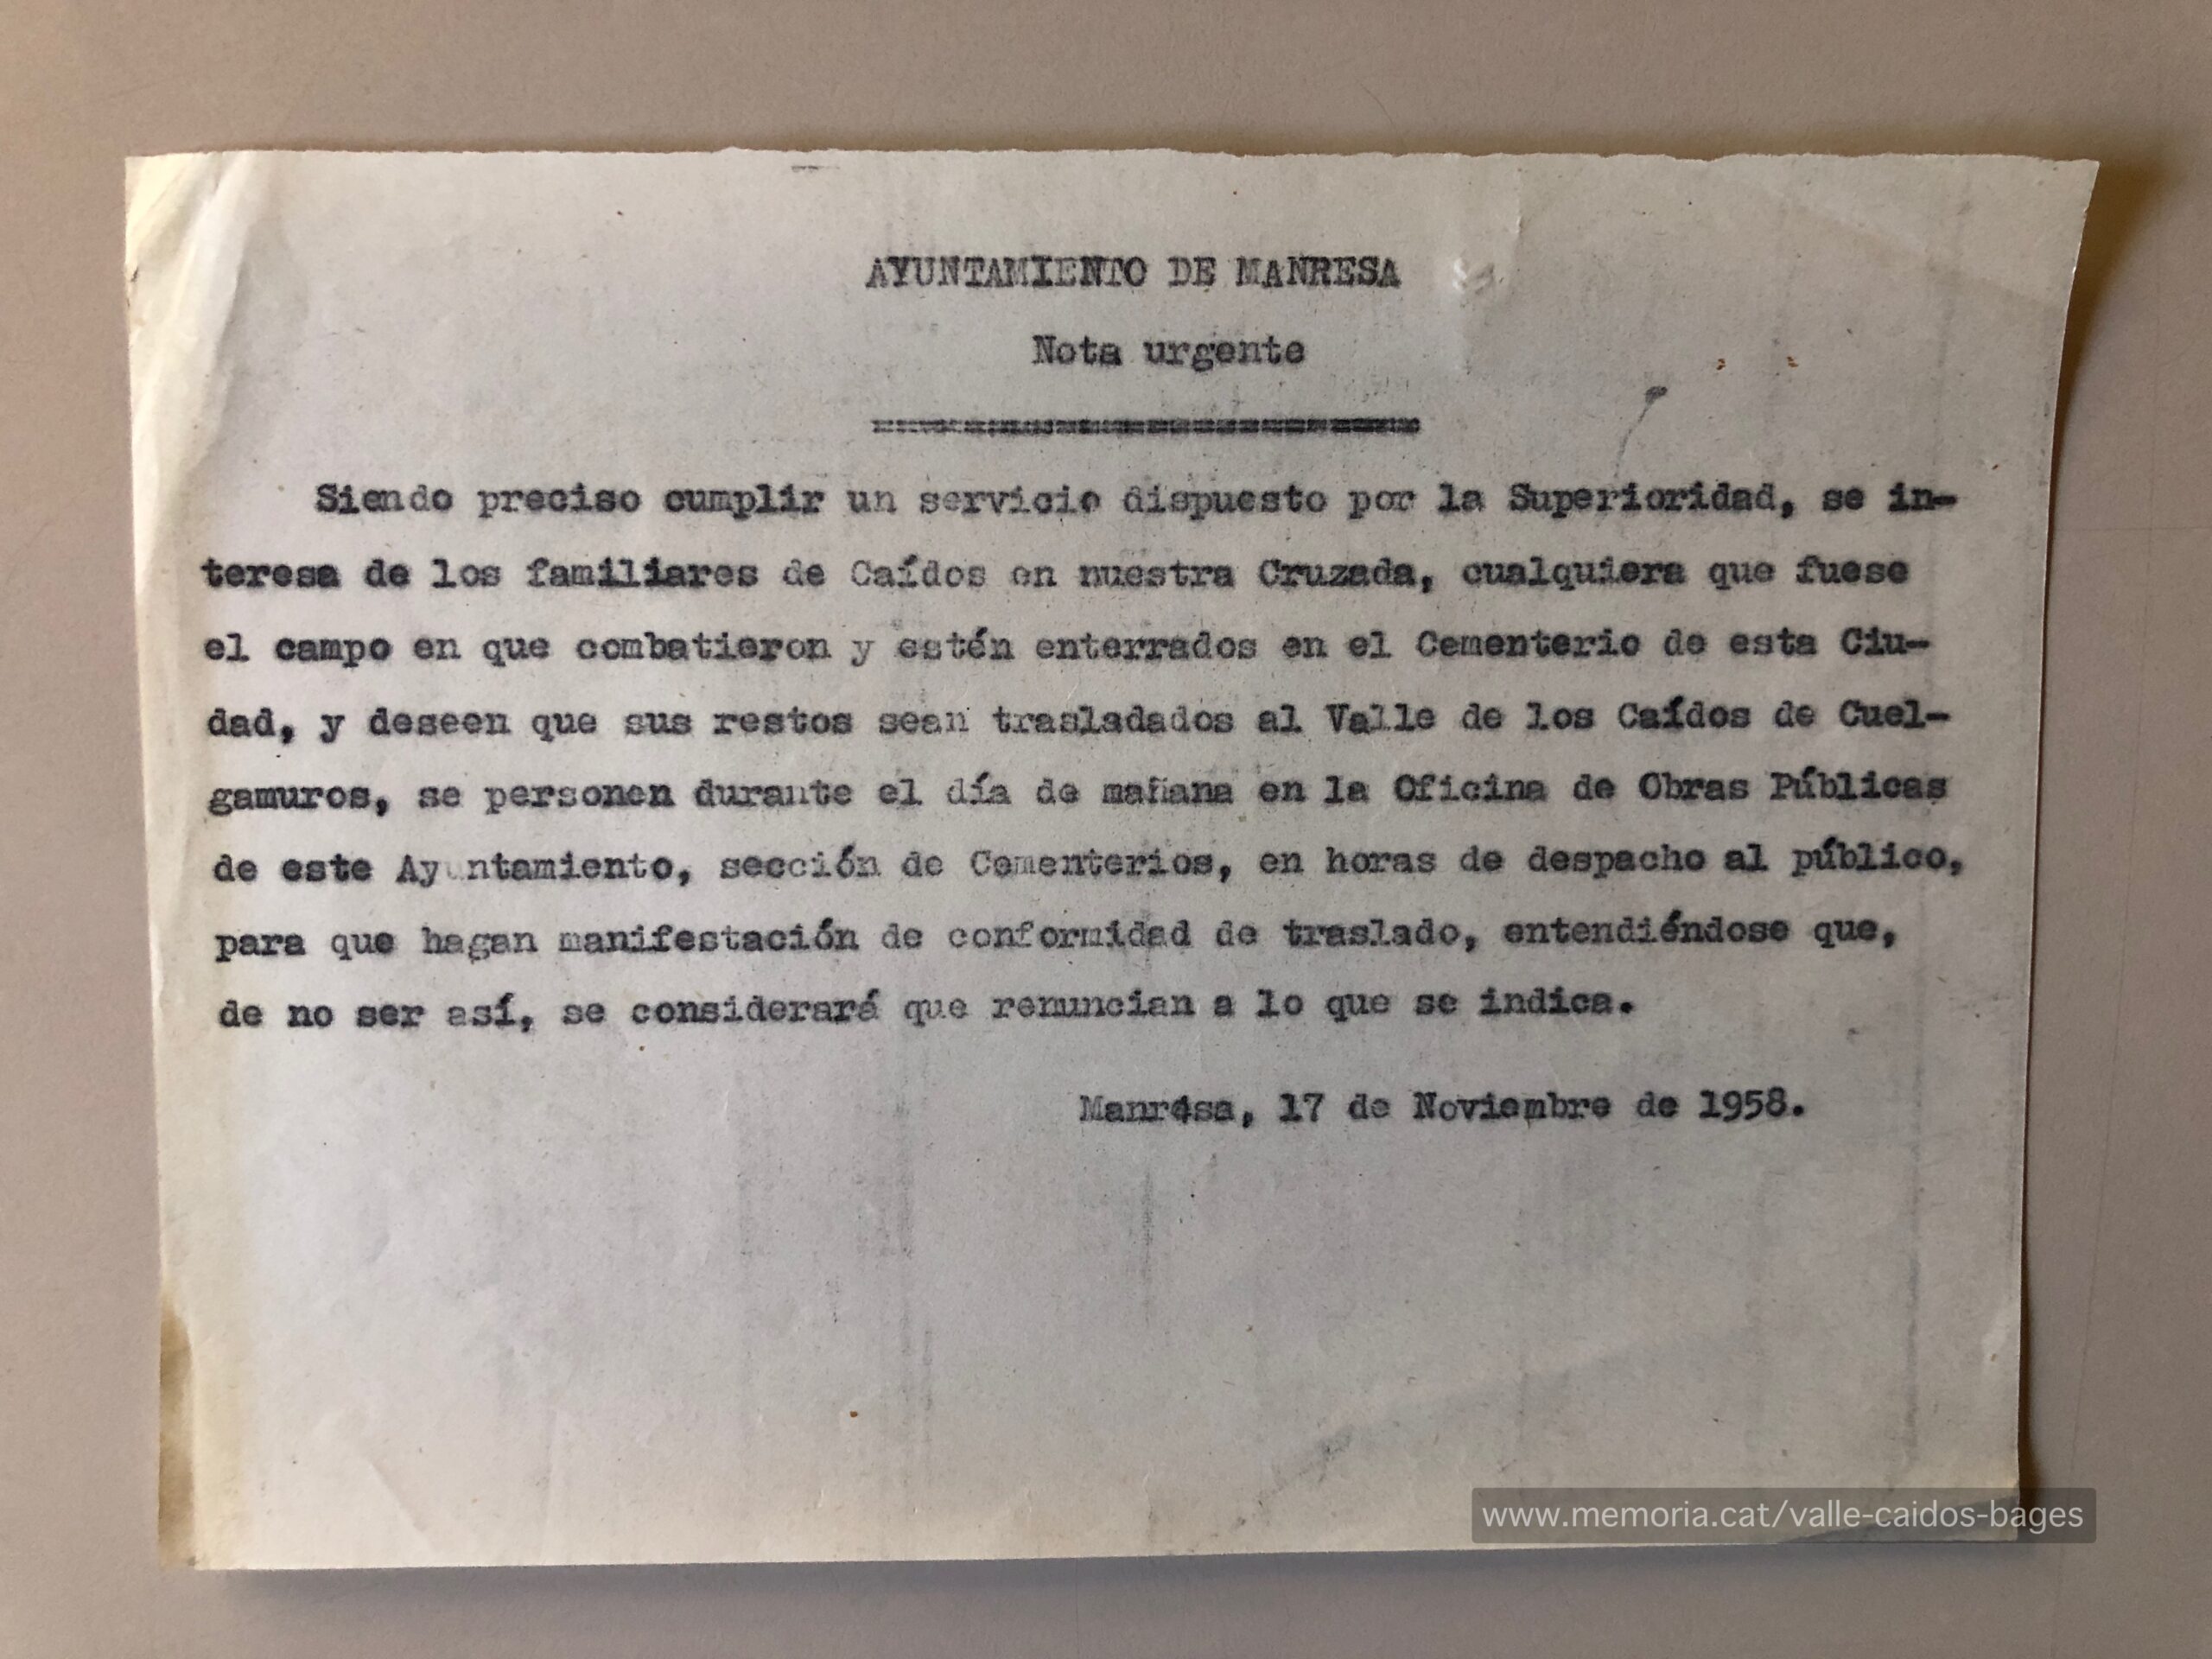 AYUNTAMIENTO DE MANRESA
Nota urgente
Siendo preciso cumplir un servicio dispuesto por la Superioridad, se in-
teresa de los familiares de Caídos en nuestra Cruzada, cualquiera que fuese
el campo en que combatieron y estén enterrados en el Cementerio de esta Ciu-
dad, y deseen que sus restos sean trasladados al Valle de los Caídos de Cuel-
gamuros, se personen durante el día de mañana en la Oficina de Obras Públicas
de este Ayuntamiento, sección de Cementerios, en horas de despacho al público,
para que hagan manifestación de conformidad de traslado, entendiéndose que,
de no ser así, se considerará que renuncian a lo que se indica.
Manresa, 17 de Noviembre de 1958.
www.memoria.cat/valle-caidos-bages